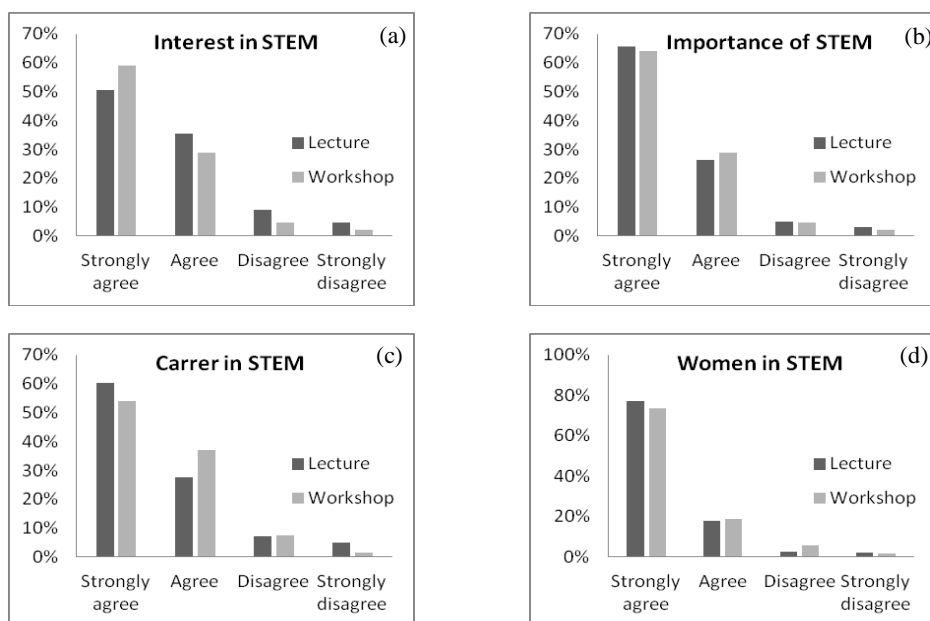 Interest in STEM (a)
70%
60%
50%
40%
30%
20%
10%
0%
Lecture
Workshop
Strongly agree Agree Disagree Strongly disagree
Importance of STEM (b)
70%
60%
50%
40%
30%
20%
10%
0%
Lecture
Workshop
Strongly agree Agree Disagree Strongly disagree
Carrer in STEM (c)
70%
60%
50%
40%
30%
20%
10%
0%
Lecture
Workshop
Strongly agree Agree Disagree Strongly disagree
Women in STEM (d)
100%
80%
60%
40%
20%
0%
Lecture
Workshop
Strongly agree Agree Disagree Strongly disagree